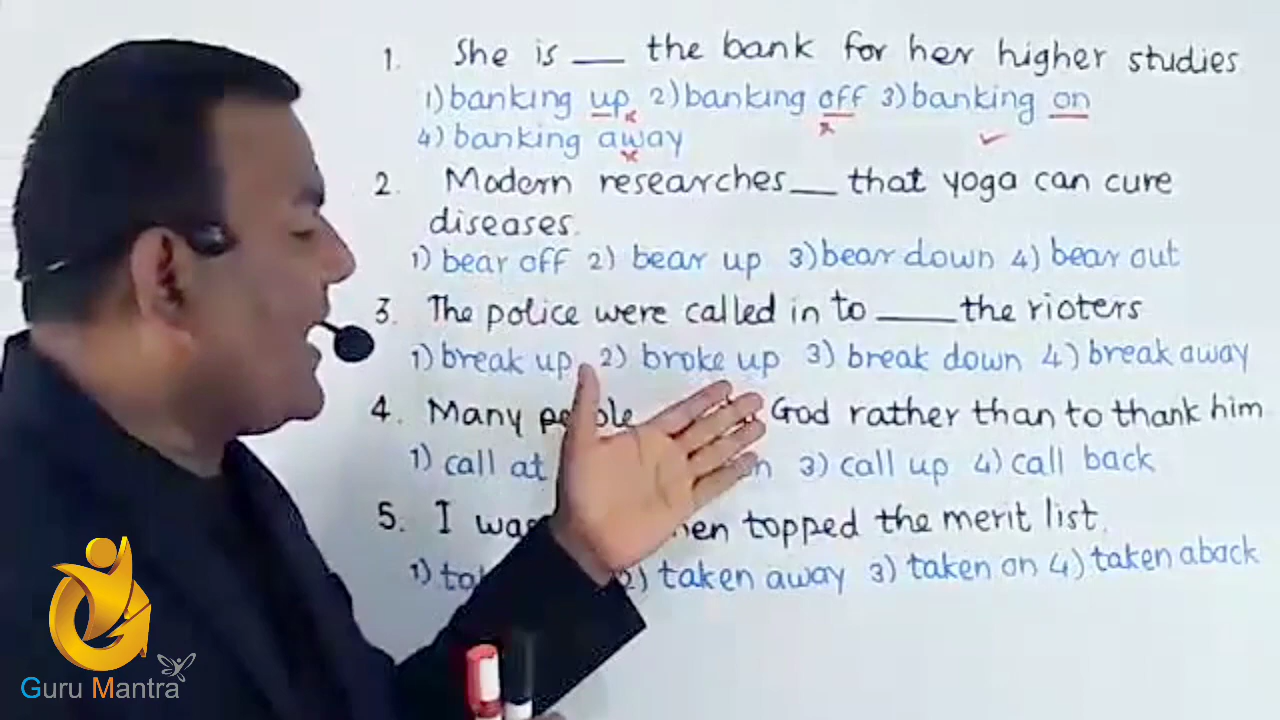 1. She is ___ the bank for her higher studies
1) banking up 2) banking off 3) banking on
4) banking away
2. Modern researches ___ that yoga can cure
diseases.
1) bear off 2) bear up 3) bear down 4) bear out
3. The police were called in to ____ the rioters
1) break up 2) broke up 3) break down 4) break away
4. Many people God rather than to thank him
1) call at 3) call up 4) call back
5. I topped the merit list.
1) 2) taken away 3) taken on 4) taken aback
Guru Mantra